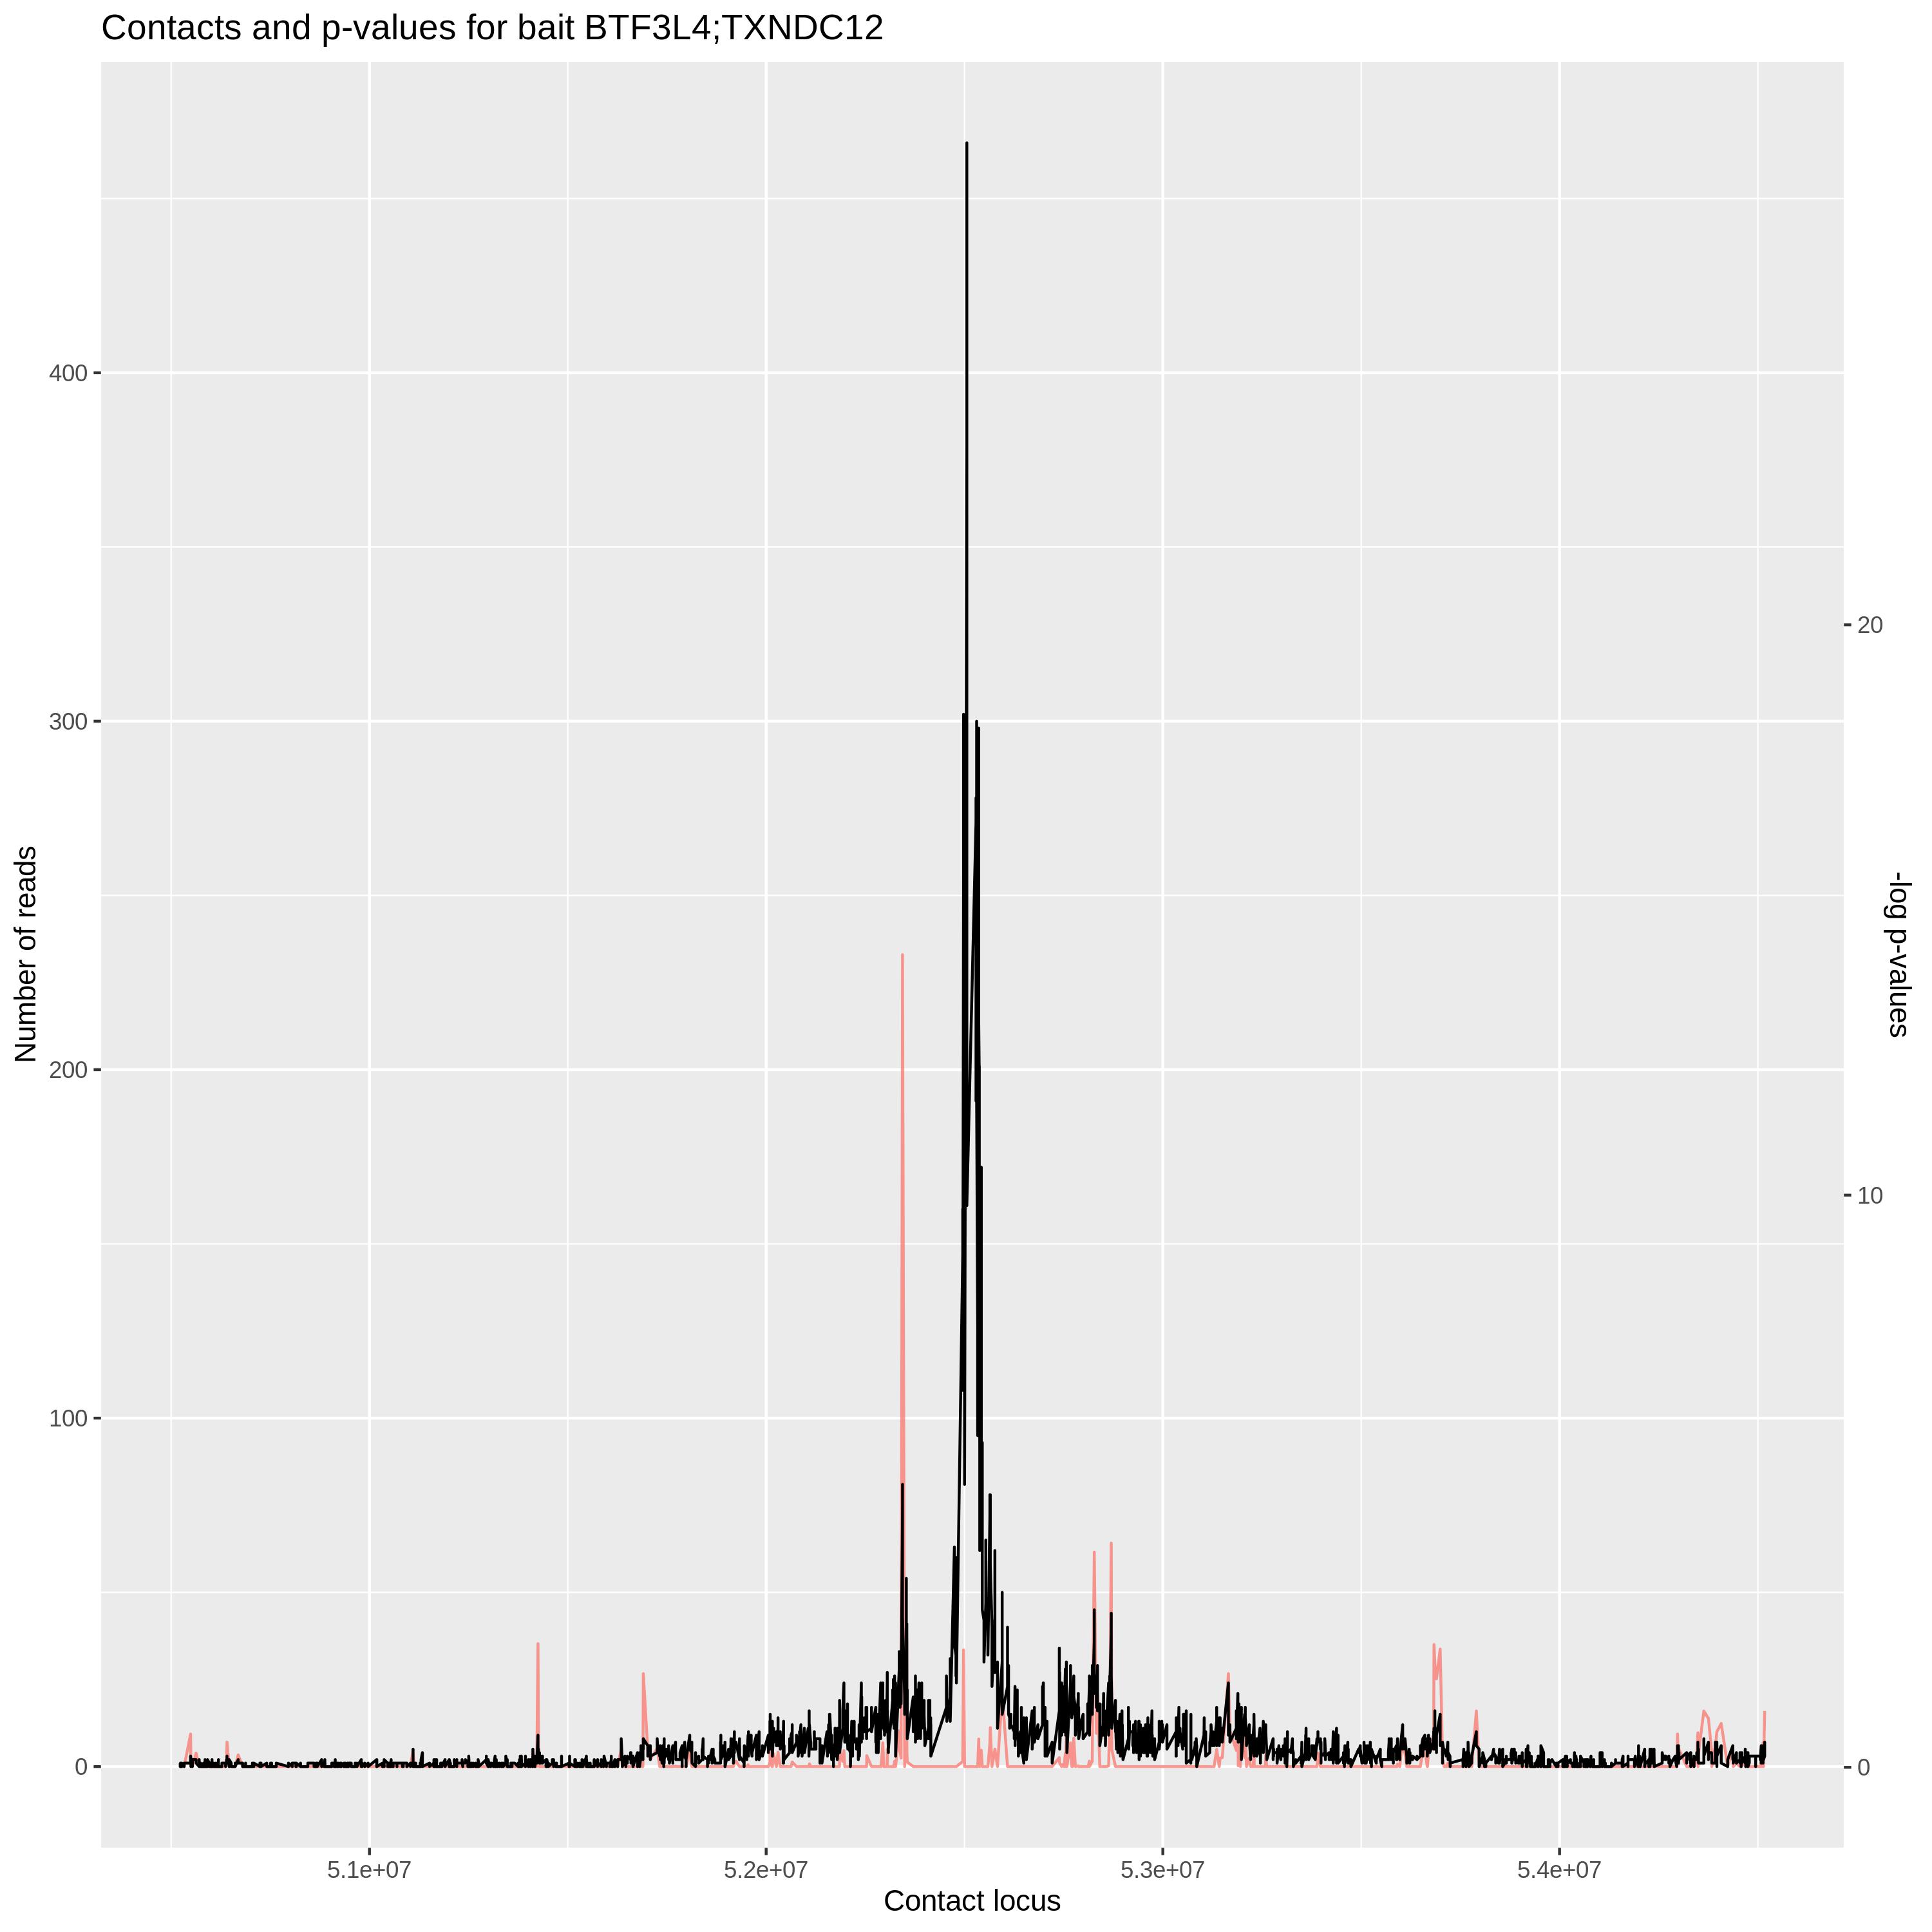 Contacts and p-values for bait BTF3L4;TXNDC12
Number of reads
400
300
200
100
0
20
10
0
-log p-values
5.1e+07
5.2e+07
5.3e+07
5.4e+07
Contact locus